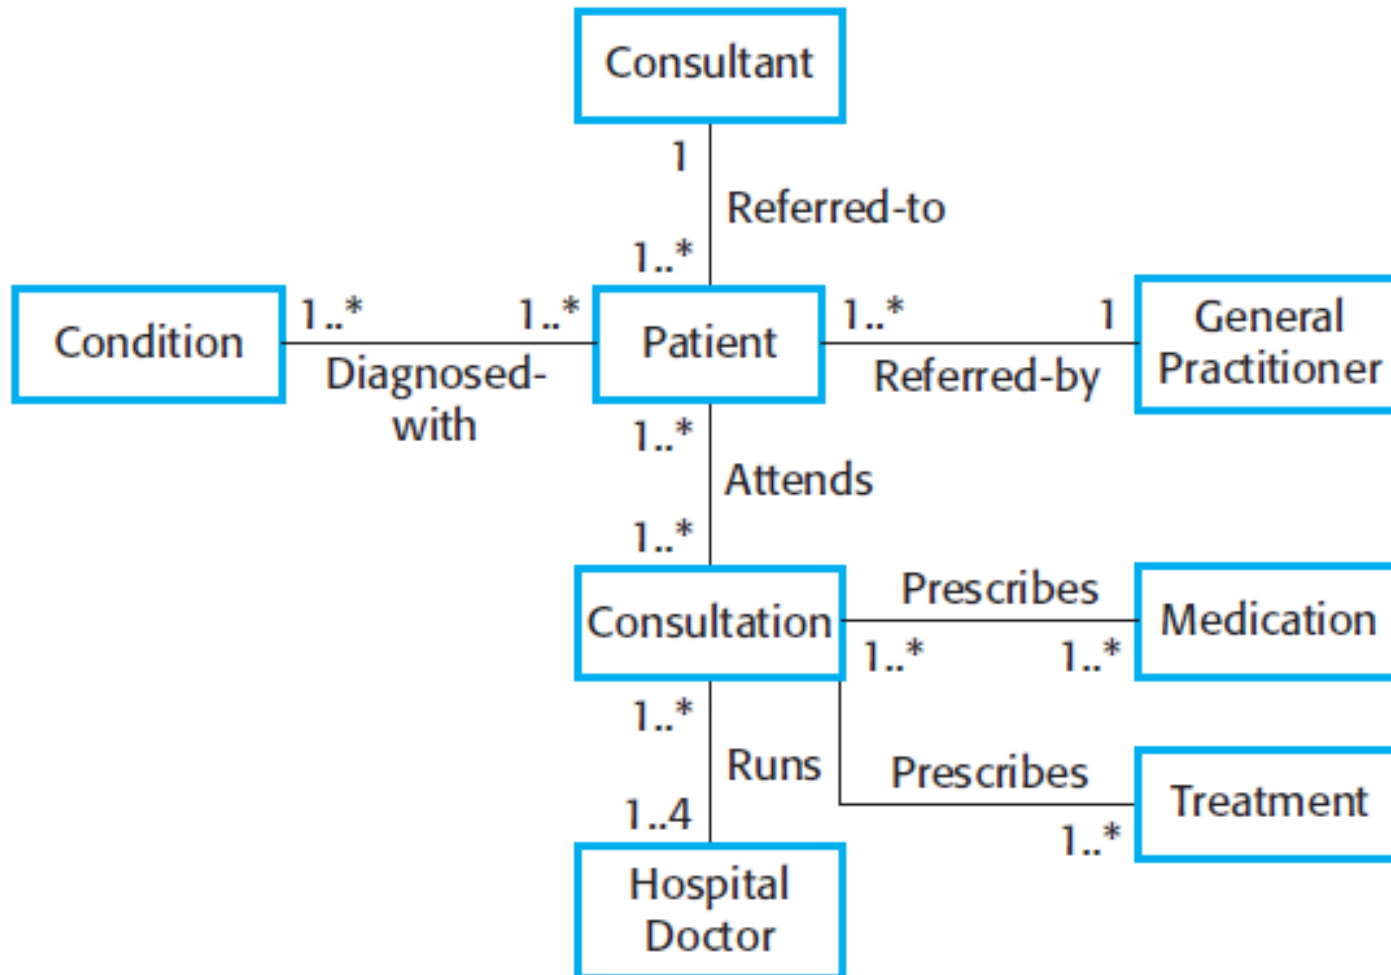 Consultant
1
Referred-to
1..*
Condition
1..*
1..*
Diagnosed-
with
Patient
1..*
1
Referred-by
General
Practitioner
1..*
Attends
1..*
Consultation
Prescribes
1..*
1..*
Medication
1..*
Runs
1..4
Prescribes
1..*
Treatment
Hospital
Doctor